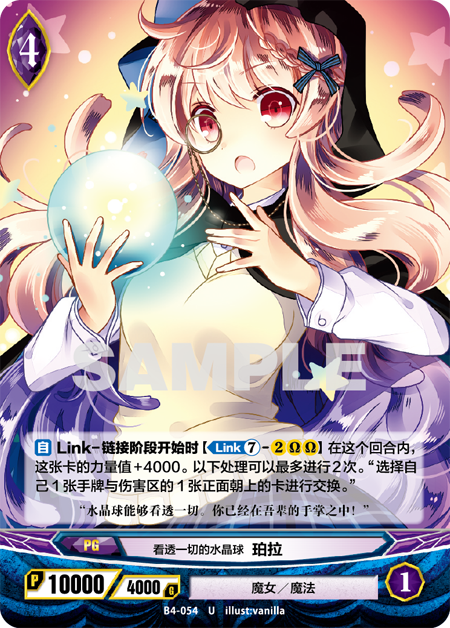 4
SAMPLE
自 Link-链接阶段开始时【Link 7 - 2 Ω Ω】在这个回合内，
这张卡的力量值+4000。以下处理可以最多进行2次。“选择自
己1张手牌与伤害区的1张正面朝上的卡进行交换。”
“水晶球能够看透一切。你已经在吾辈的手掌之中！”
PG 看透一切的水晶球 珀拉
P 10000 / 4000 G 魔女／魔法 1
B4-054 U illust:vanilla